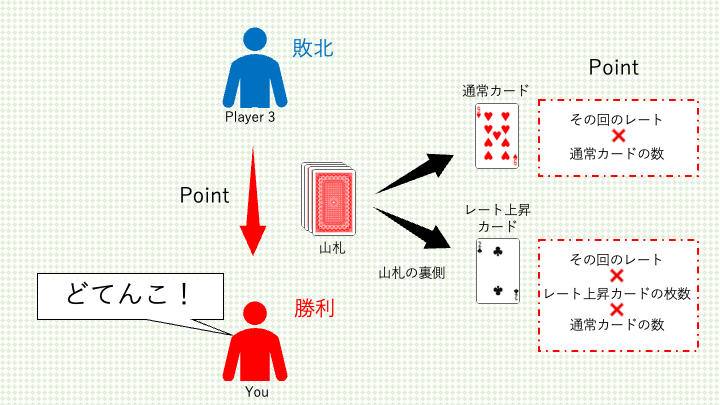 敗北
Player 3
Point
どてんこ！
勝利
You
山札
山札の裏側
通常カード
レート上昇
カード
Point
その回のレート
×
通常カードの数
その回のレート
×
レート上昇カードの枚数
×
通常カードの数